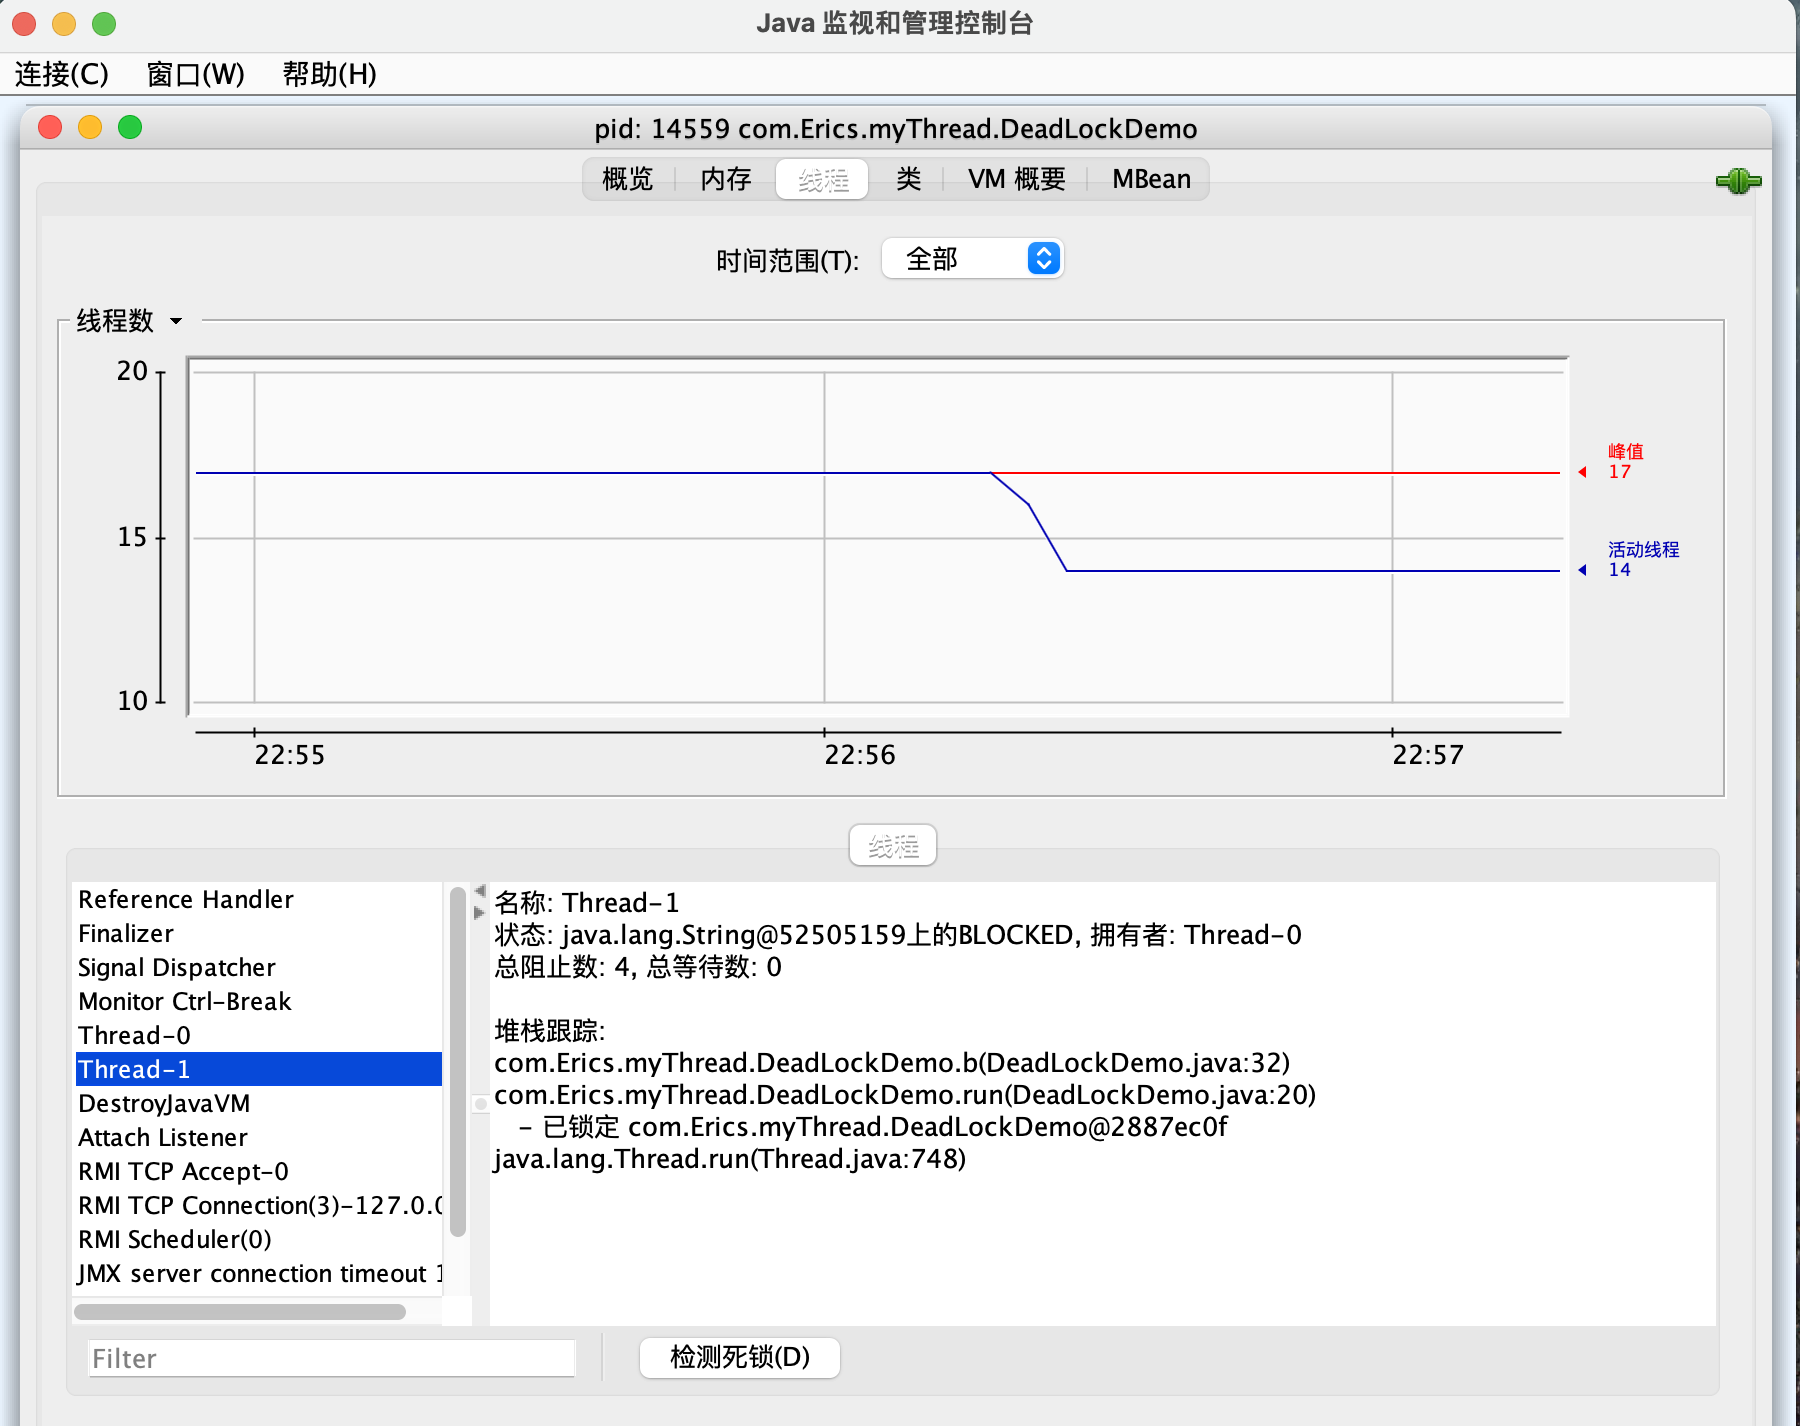 Java 监视和管理控制台
连接(C) 窗口(W) 帮助(H)
pid: 14559 com.Erics.myThread.DeadLockDemo
概览 内存 线程 类 VM 概要 MBean
时间范围(T): 全部
线程数
20
15
10
峰值
17
活动线程
14
22:55 22:56 22:57
线程
Reference Handler
Finalizer
Signal Dispatcher
Monitor Ctrl-Break
Thread-0
Thread-1
DestroyJavaVM
Attach Listener
RMI TCP Accept-0
RMI TCP Connection(3)-127.0.0
RMI Scheduler(0)
JMX server connection timeout 1
名称: Thread-1
状态: java.lang.String@52505159上的BLOCKED, 拥有者: Thread-0
总阻止数: 4, 总等待数: 0
堆栈跟踪:
com.Erics.myThread.DeadLockDemo.b(DeadLockDemo.java:32)
com.Erics.myThread.DeadLockDemo.run(DeadLockDemo.java:20)
- 已锁定 com.Erics.myThread.DeadLockDemo@2887ec0f
java.lang.Thread.run(Thread.java:748)
Filter
检测死锁(D)